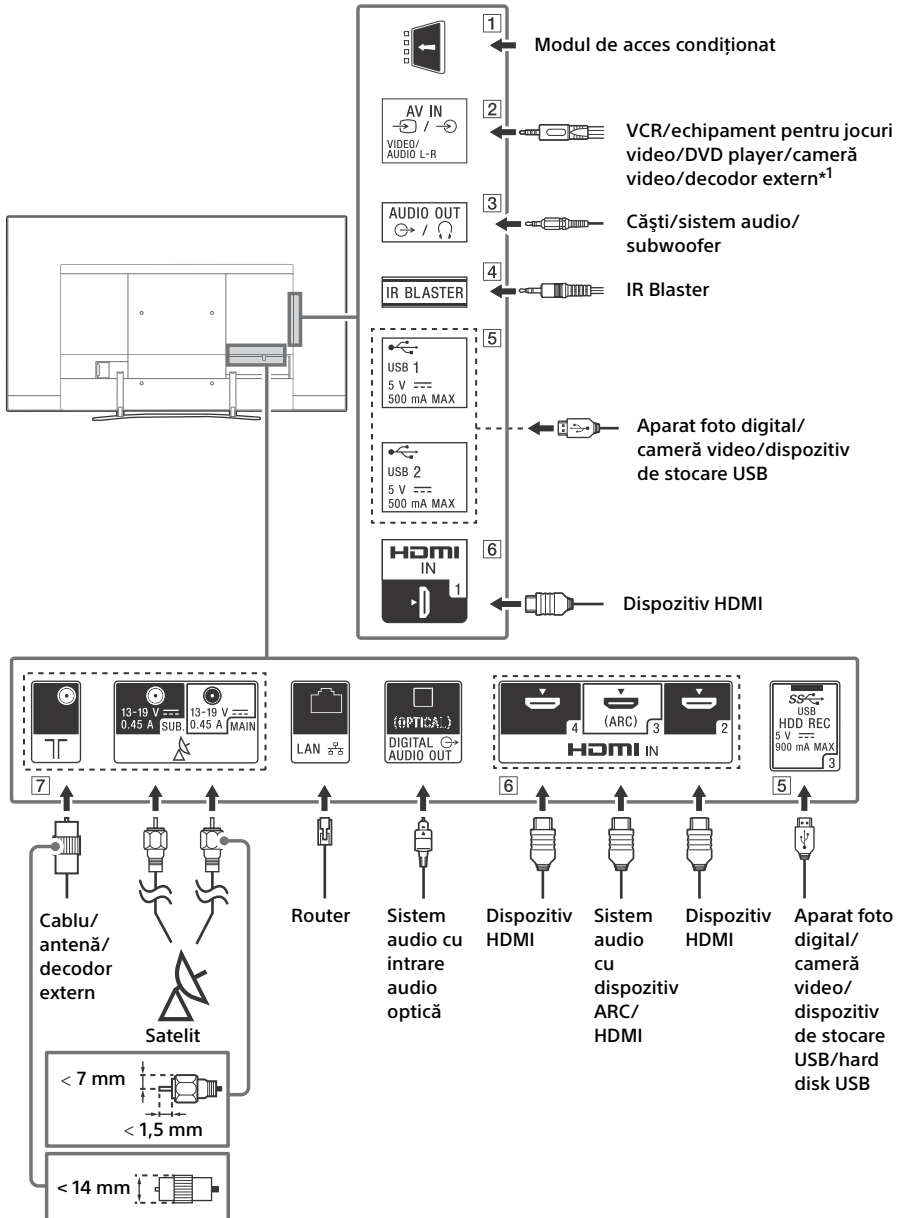 1
Modul de acces condiționat
AV IN
/
VIDEO/
AUDIO L-R
2
VCR/echipament pentru jocuri
video/DVD player/cameră
video/decodor extern*1
AUDIO OUT
/
3
Căști/sistem audio/
subwoofer
IR BLASTER
4
IR Blaster
5
USB 1
5 V
500 mA MAX
USB 2
5 V
500 mA MAX
Aparat foto digital/
cameră video/dispozitiv
de stocare USB
HDMI
IN
1
6
Dispozitiv HDMI
13-19 V
0.45 A SUB.
13-19 V
0.45 A MAIN
LAN
(OPTICAL)
DIGITAL
AUDIO OUT
4
(ARC) 3
2
HDMI IN
SS
USB
HDD REC
5 V
900 mA MAX
3
7
6
5
Cablu/
antenă/
decodor
extern
Satelit
Router
Sistem
audio cu
intrare
audio
optică
Dispozitiv
HDMI
Sistem
audio
cu
dispozitiv
ARC/
HDMI
Dispozitiv
HDMI
Aparat foto
digital/
cameră
video/
dispozitiv
de stocare
USB/hard
disk USB
< 7 mm
< 1,5 mm
< 14 mm